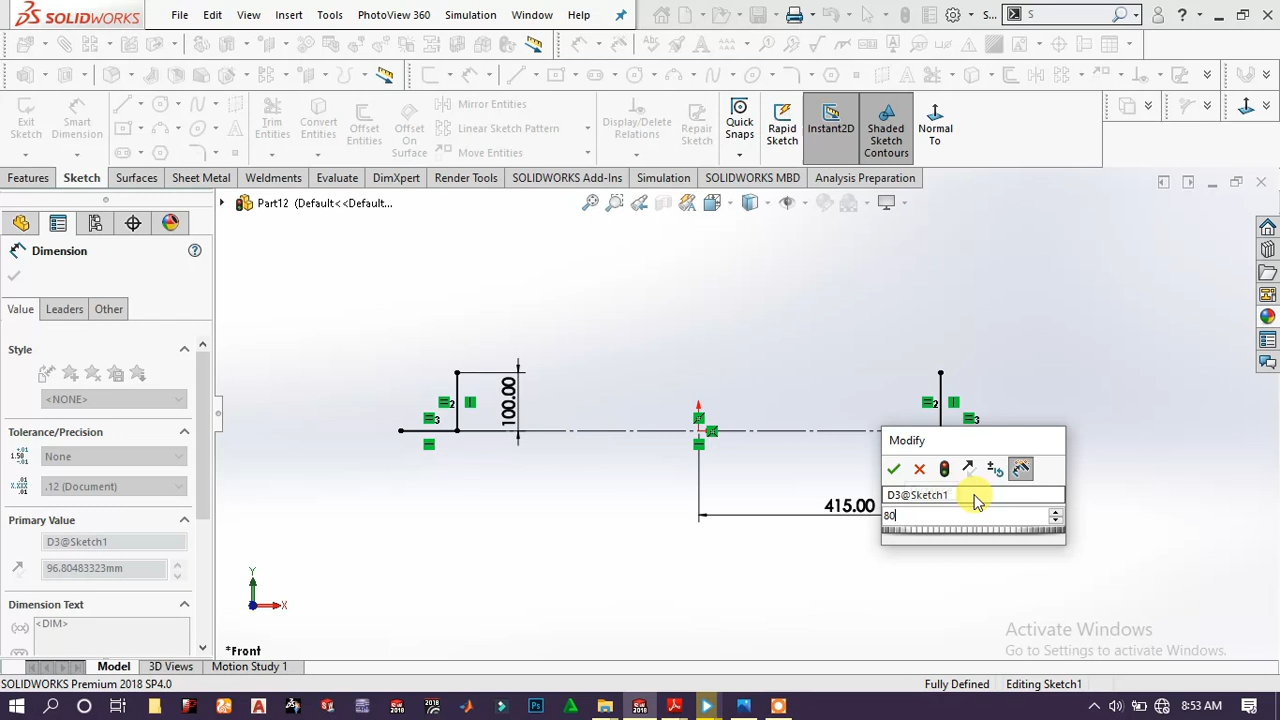 SOLIDWORKS File Edit View Insert Tools PhotoView 360 Simulation Window Help S... S ?
Exit Sketch Smart Dimension Trim Entities Convert Entities Offset Entities Offset On Surface Mirror Entities Linear Sketch Pattern Move Entities Display/Delete Relations Repair Sketch Quick Snaps Rapid Sketch Instant2D Shaded Sketch Contours Normal To
Features Sketch Surfaces Sheet Metal Weldments Evaluate DimXpert Render Tools SOLIDWORKS Add-Ins Simulation SOLIDWORKS MBD Analysis Preparation
Part12 (Default<<Default...
Dimension
Value Leaders Other
Style
<NONE>
Tolerance/Precision
None
.12 (Document)
Primary Value
D3@Sketch1
96.80483323mm
Dimension Text
<DIM>
100.00
2
3
2
3
415.00
Modify
D3@Sketch1
80
Y
X
*Front
Activate Windows
Go to Settings to activate Windows.
Model 3D Views Motion Study 1
SOLIDWORKS Premium 2018 SP4.0 Fully Defined Editing Sketch1
8:53 AM